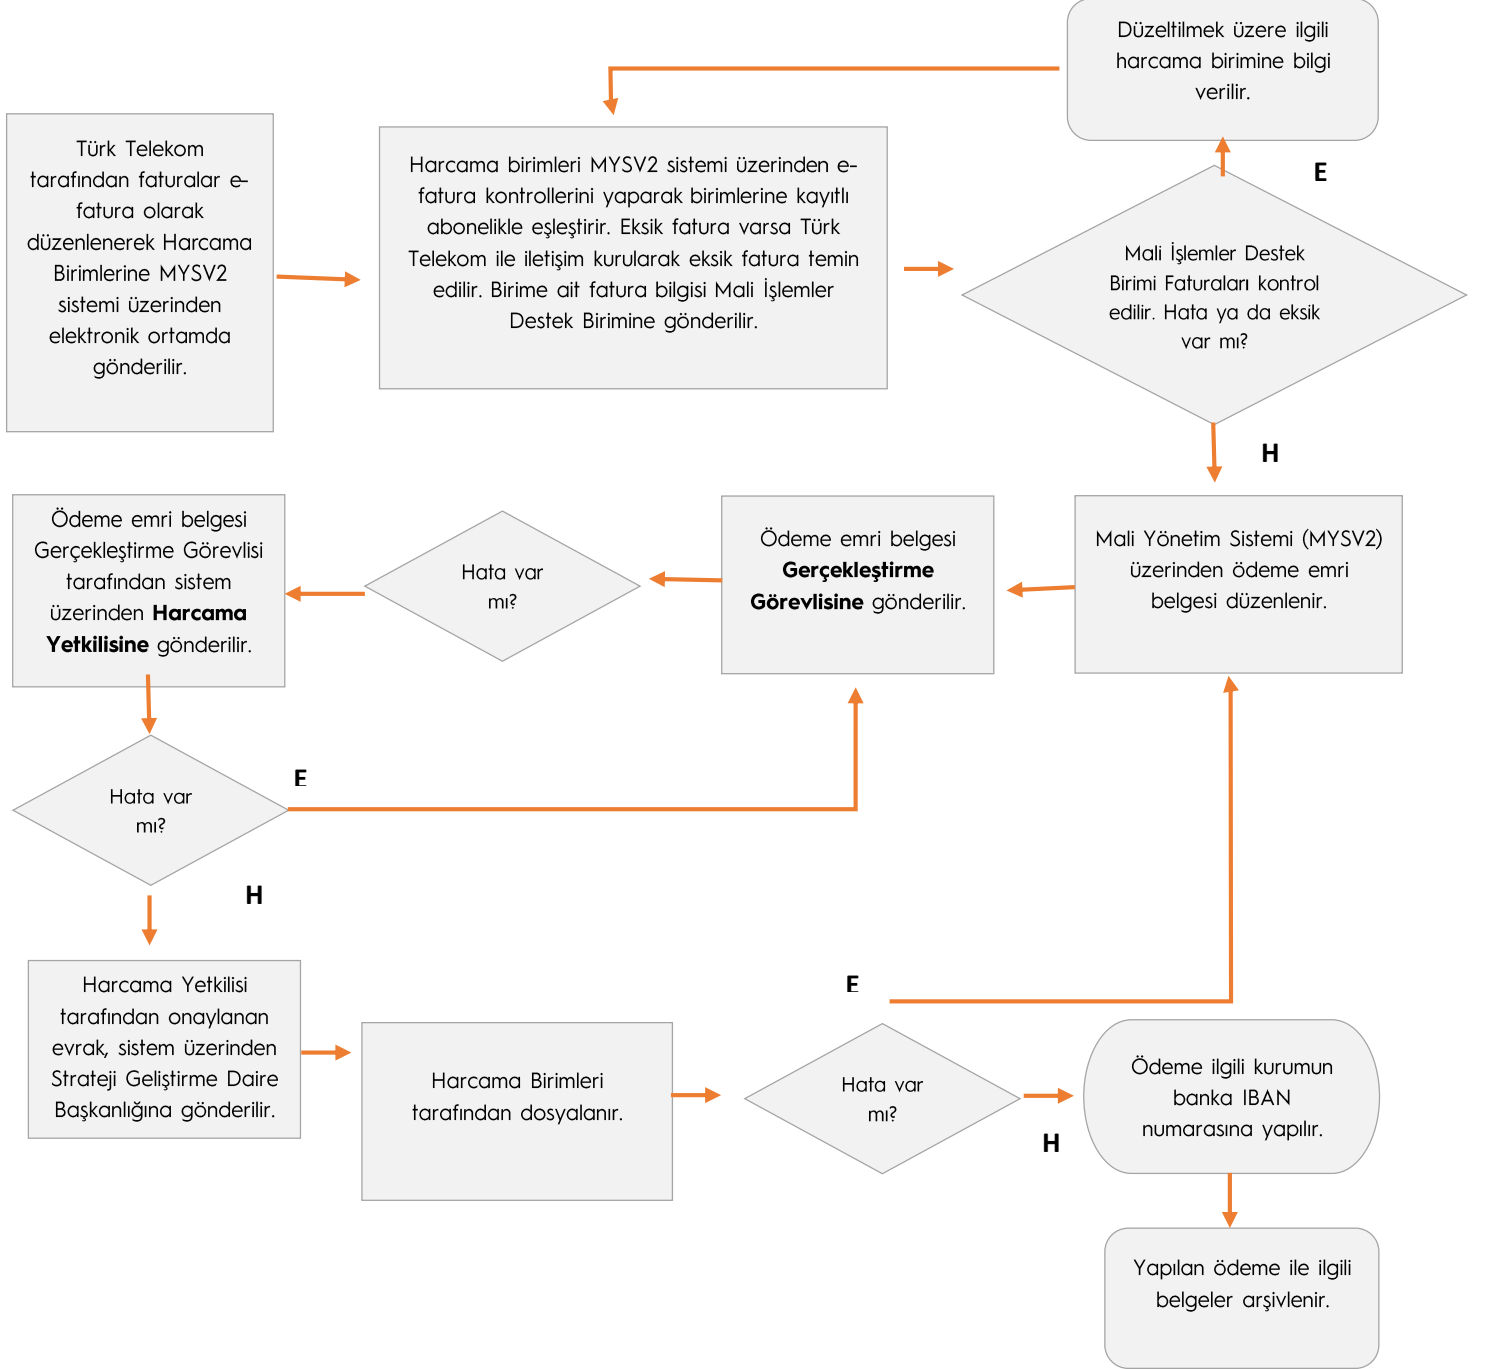 Düzeltilmek üzere ilgili
harcama birimine bilgi
verilir.
Türk Telekom
tarafından faturalar e-
fatura olarak
düzenlenerek Harcama
Birimlerine MYSV2
sistemi üzerinden
elektronik ortamda
gönderilir.
Harcama birimleri MYSV2 sistemi üzerinden e-
fatura kontrollerini yaparak birimlerine kayıtlı
abonelikle eşleştirir. Eksik fatura varsa Türk
Telekom ile iletişim kurularak eksik fatura temin
edilir. Birime ait fatura bilgisi Mali İşlemler
Destek Birimine gönderilir.
E
Mali İşlemler Destek
Birimi Faturaları kontrol
edilir. Hata ya da eksik
var mı?
H
Ödeme emri belgesi
Gerçekleştirme Görevlisi
tarafından sistem
üzerinden Harcama
Yetkilisine gönderilir.
Hata var
mı?
Ödeme emri belgesi
Gerçekleştirme
Görevlisine gönderilir.
Mali Yönetim Sistemi (MYSV2)
üzerinden ödeme emri
belgesi düzenlenir.
E
Hata var
mı?
H
Harcama Yetkilisi
tarafından onaylanan
evrak, sistem üzerinden
Strateji Geliştirme Daire
Başkanlığına gönderilir.
Harcama Birimleri
tarafından dosyalanır.
E
Hata var
mı?
H
Ödeme ilgili kurumun
banka IBAN
numarasına yapılır.
Yapılan ödeme ile ilgili
belgeler arşivlenir.